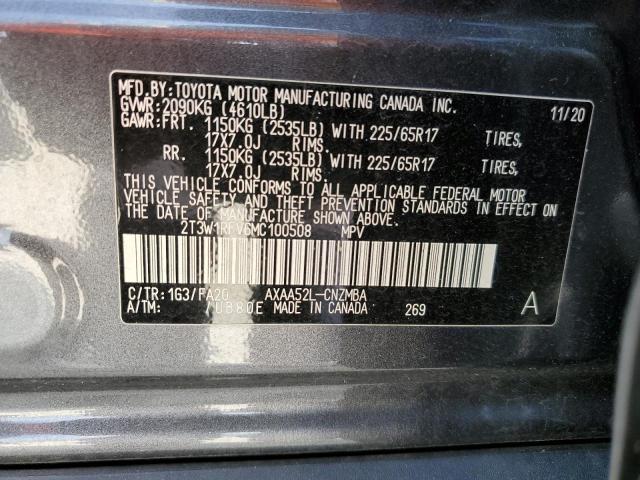 MFD.BY:TOYOTA MOTOR MANUFACTURING CANADA INC.
GVWR:2090KG (4610LB) 11/20
GAWR:FRT. 1150KG (2535LB) WITH 225/65R17 TIRES,
17X7.0J RIMS.
RR. 1150KG (2535LB) WITH 225/65R17 TIRES,
17X7.0J RIMS.
THIS VEHICLE CONFORMS TO ALL APPLICABLE FEDERAL MOTOR
VEHICLE SAFETY AND THEFT PREVENTION STANDARDS IN EFFECT ON
THE DATE OF MANUFACTURE SHOWN ABOVE.
2T3W1RFV6MC100508 MPV
C/TR:1G3/FA20 AXAA52L-CNZMBA
A/TM: /UB80E MADE IN CANADA 269 A